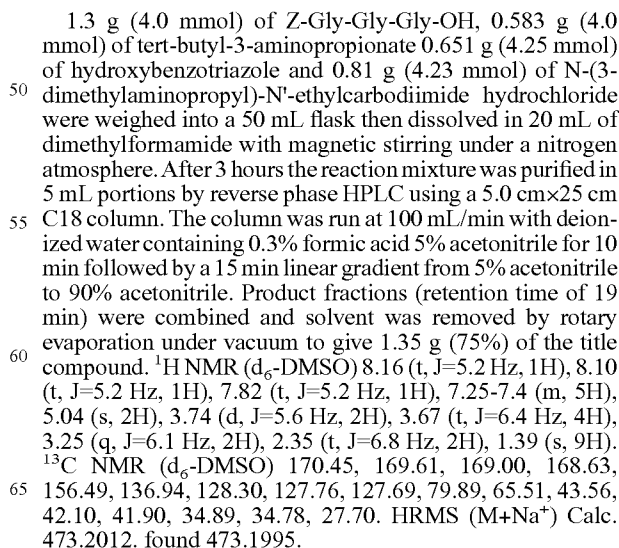 1.3 g (4.0 mmol) of Z-Gly-Gly-Gly-OH, 0.583 g (4.0
mmol) of tert-butyl-3-aminopropionate 0.651 g (4.25 mmol)
50 of hydroxybenzotriazole and 0.81 g (4.23 mmol) of N-(3-
dimethylaminopropyl)-N'-ethylcarbodiimide hydrochloride
were weighed into a 50 mL flask then dissolved in 20 mL of
dimethylformamide with magnetic stirring under a nitrogen
atmosphere. After 3 hours the reaction mixture was purified in
5 mL portions by reverse phase HPLC using a 5.0 cm×25 cm
55 C18 column. The column was run at 100 mL/min with deion-
ized water containing 0.3% formic acid 5% acetonitrile for 10
min followed by a 15 min linear gradient from 5% acetonitrile
to 90% acetonitrile. Product fractions (retention time of 19
min) were combined and solvent was removed by rotary
evaporation under vacuum to give 1.35 g (75%) of the title
60 compound. ¹H NMR (d₆-DMSO) 8.16 (t, J=5.2 Hz, 1H), 8.10
(t, J=5.2 Hz, 1H), 7.82 (t, J=5.2 Hz, 1H), 7.25-7.4 (m, 5H),
5.04 (s, 2H), 3.74 (d, J=5.6 Hz, 2H), 3.67 (t, J=6.4 Hz, 4H),
3.25 (q, J=6.1 Hz, 2H), 2.35 (t, J=6.8 Hz, 2H), 1.39 (s, 9H).
¹³C NMR (d₆-DMSO) 170.45, 169.61, 169.00, 168.63,
65 156.49, 136.94, 128.30, 127.76, 127.69, 79.89, 65.51, 43.56,
42.10, 41.90, 34.89, 34.78, 27.70. HRMS (M+Na⁺) Calc.
473.2012. found 473.1995.